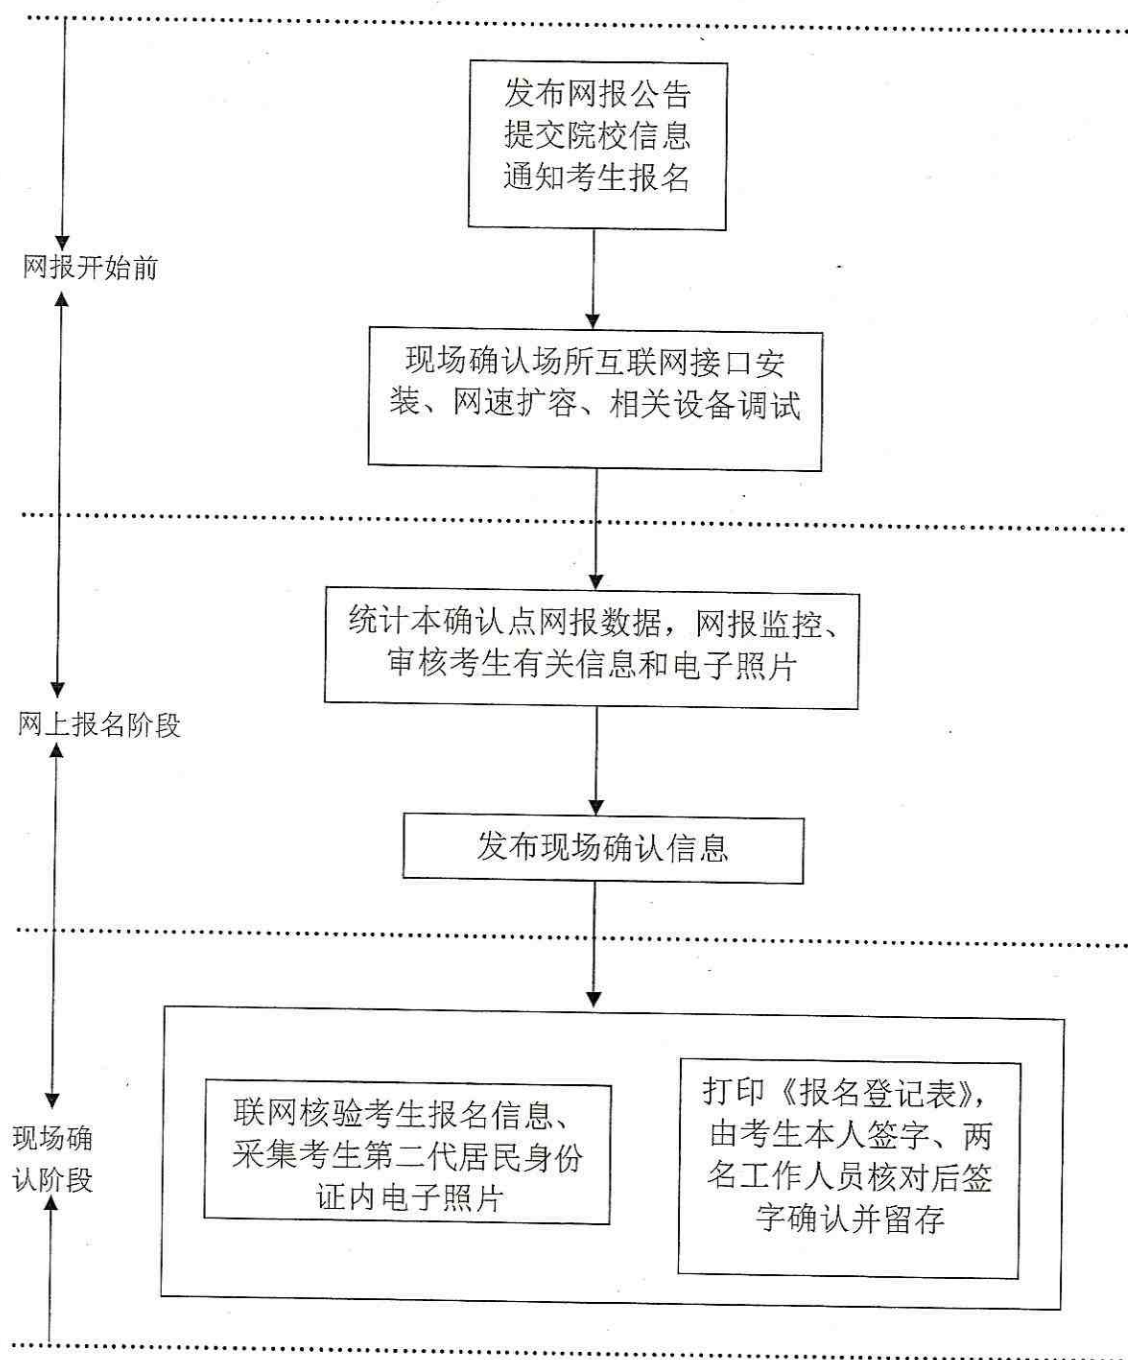 发布网报公告
提交院校信息
通知考生报名
网报开始前
现场确认场所互联网接口安
装、网速扩容、相关设备调试
统计本确认点网报数据，网报监控、
审核考生有关信息和电子照片
网上报名阶段
发布现场确认信息
联网核验考生报名信息、
采集考生第二代居民身份
证内电子照片
打印《报名登记表》，
由考生本人签字、两
名工作人员核对后签
字确认并留存
现场确
认阶段